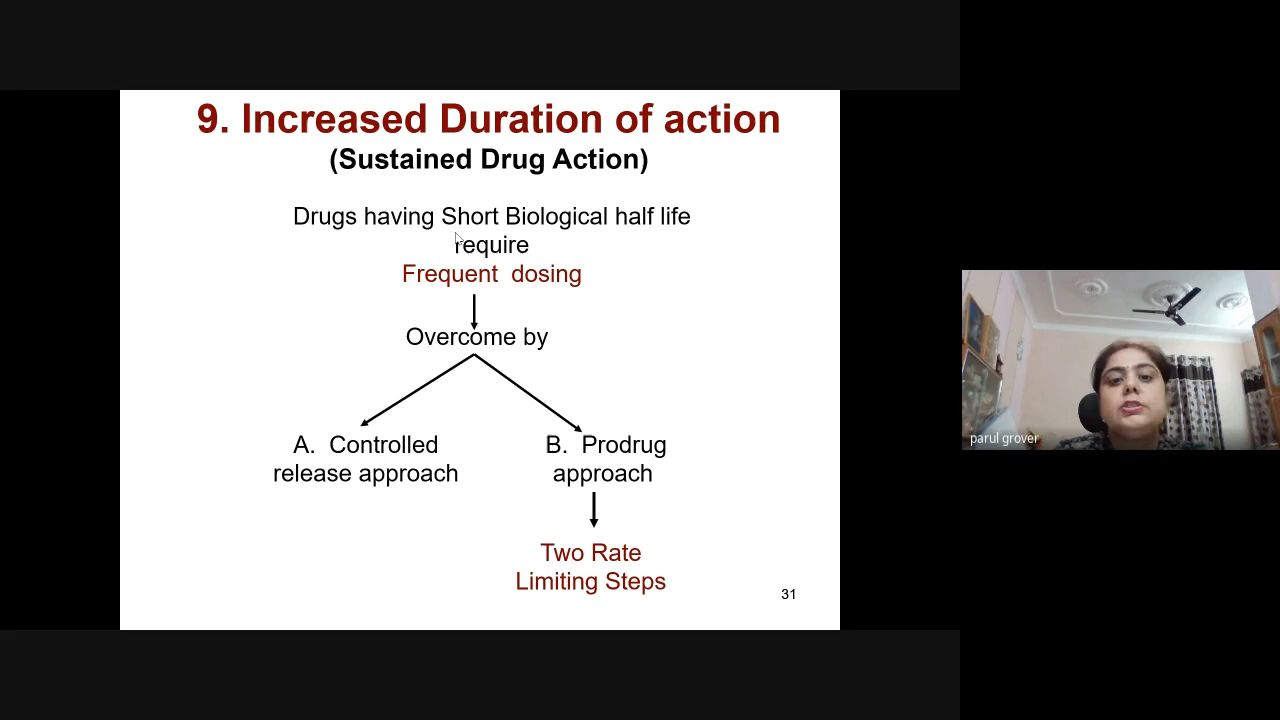 9. Increased Duration of action
(Sustained Drug Action)
Drugs having Short Biological half life
require
Frequent dosing
Overcome by
A. Controlled
release approach
B. Prodrug
approach
Two Rate
Limiting Steps
31
parul grover